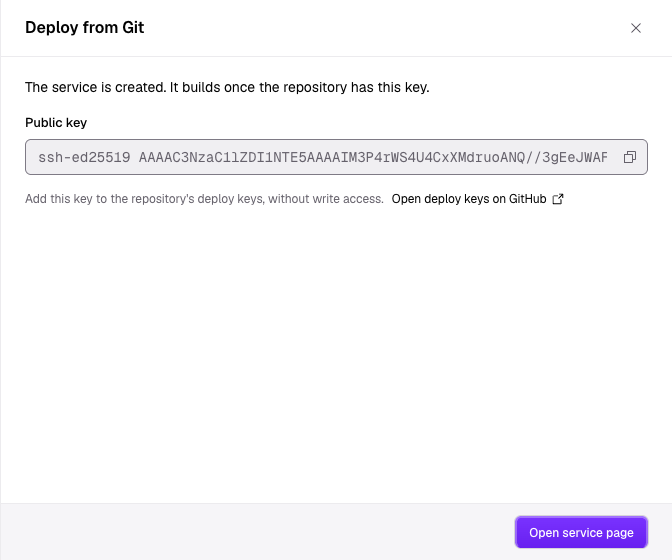 Deploy from Git
The service is created. It builds once the repository has this key.
Public key
ssh-ed25519 AAAAC3NzaC1lZDI1NTE5AAAAIM3P4rWS4U4CxXMdruoANQ//3gEeJWAF
Add this key to the repository's deploy keys, without write access. Open deploy keys on GitHub
Open service page